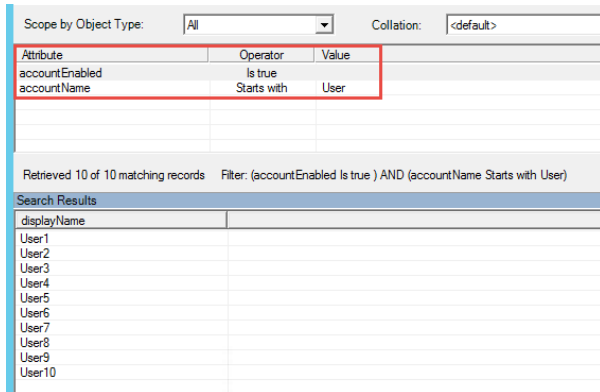 Scope by Object Type: All Collation: <default>
Attribute Operator Value
accountEnabled Is true
accountName Starts with User
Retrieved 10 of 10 matching records Filter: (accountEnabled Is true ) AND (accountName Starts with User)
Search Results
displayName
User1
User2
User3
User4
User5
User6
User7
User8
User9
User10